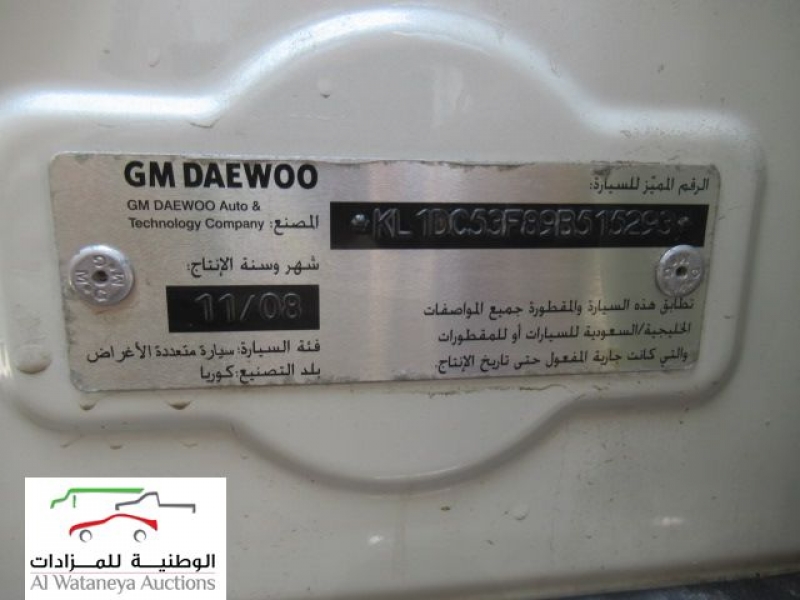 GM DAEWOO
GM DAEWOO Auto &
Technology Company
المصنع:
الرقم المميّز للسيارة:
*KL1DC53F89B515293*
شهر وسنة الإنتاج:
11/08
فئة السيارة: سيارة متعددة الأغراض
بلد التصنيع: كوريا
تطابق هذه السيارة والمقطورة جميع المواصفات
الخليجية/السعودية للسيارات أو للمقطورات
والتي كانت جارية المفعول حتى تاريخ الإنتاج.
الوطنية للمزادات
Al Wataneya Auctions